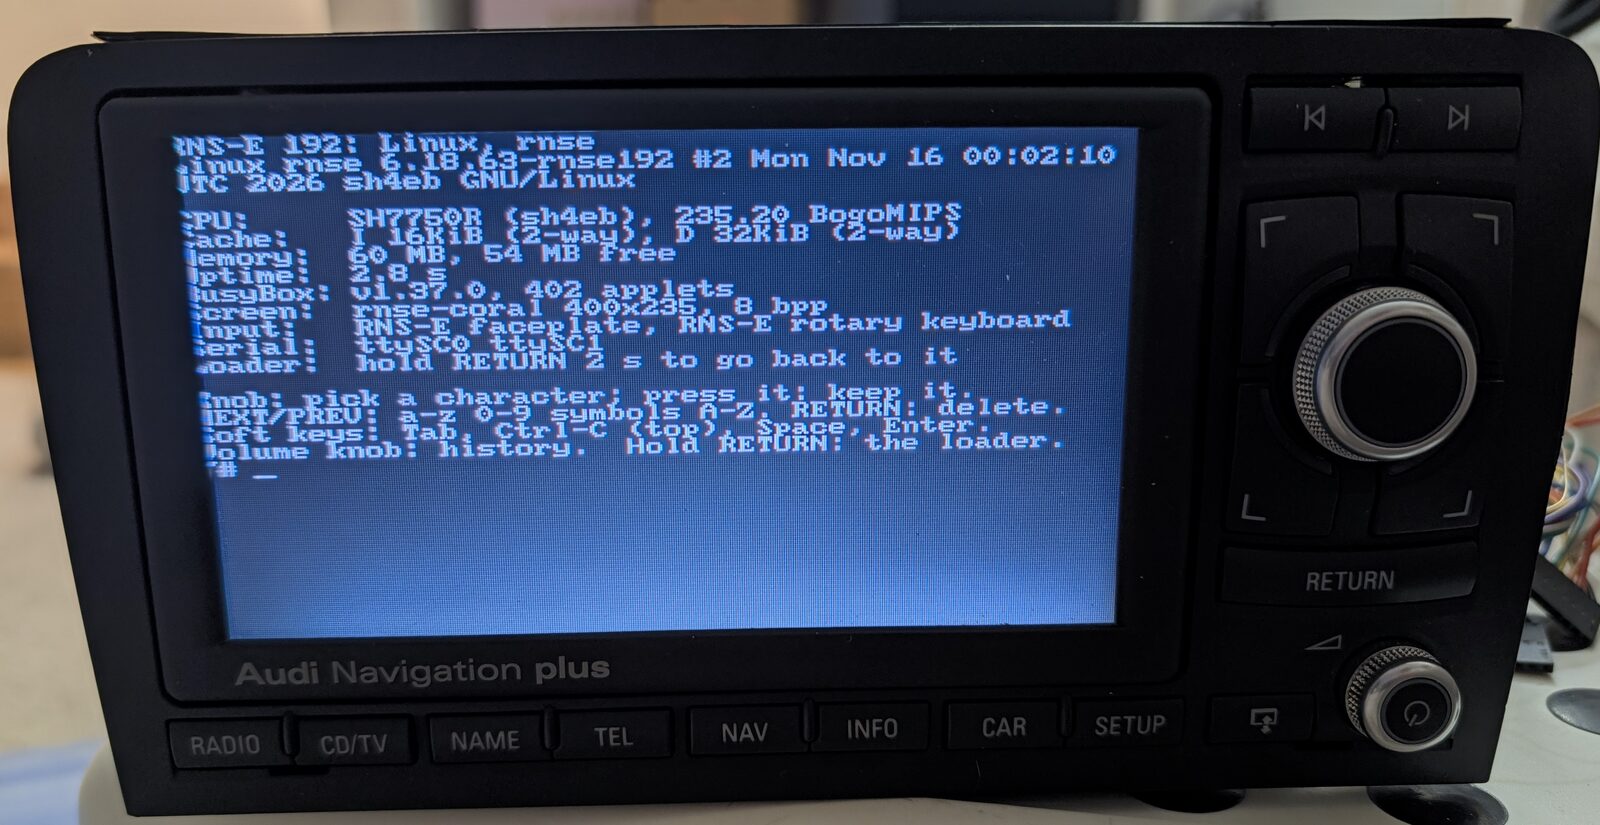 RNS-E 192: Linux, rnse
Linux rnse 6.18.63-rnse192 #2 Mon Nov 16 00:02:10
UTC 2026 sh4eb GNU/Linux
CPU: SH7750R (sh4eb), 235.20 BogoMIPS
Cache: I 16KiB (2-way), D 32KiB (2-way)
Memory: 60 MB, 54 MB free
Uptime: 2.8 s
BusyBox: v1.37.0, 402 applets
Screen: rnse-coral 400x235, 8 bpp
Input: RNS-E faceplate, RNS-E rotary keyboard
Serial: ttySC0 ttySC1
Loader: hold RETURN 2 s to go back to it
Knob: pick a character; press it: keep it.
NEXT/PREV: a-z 0-9 symbols A-Z. RETURN: delete.
Soft keys: Tab, Ctrl-C (top), Space, Enter.
Volume knob: history. Hold RETURN: the loader.
~# _
RETURN
Audi Navigation plus
RADIO CD/TV NAME TEL NAV INFO CAR SETUP